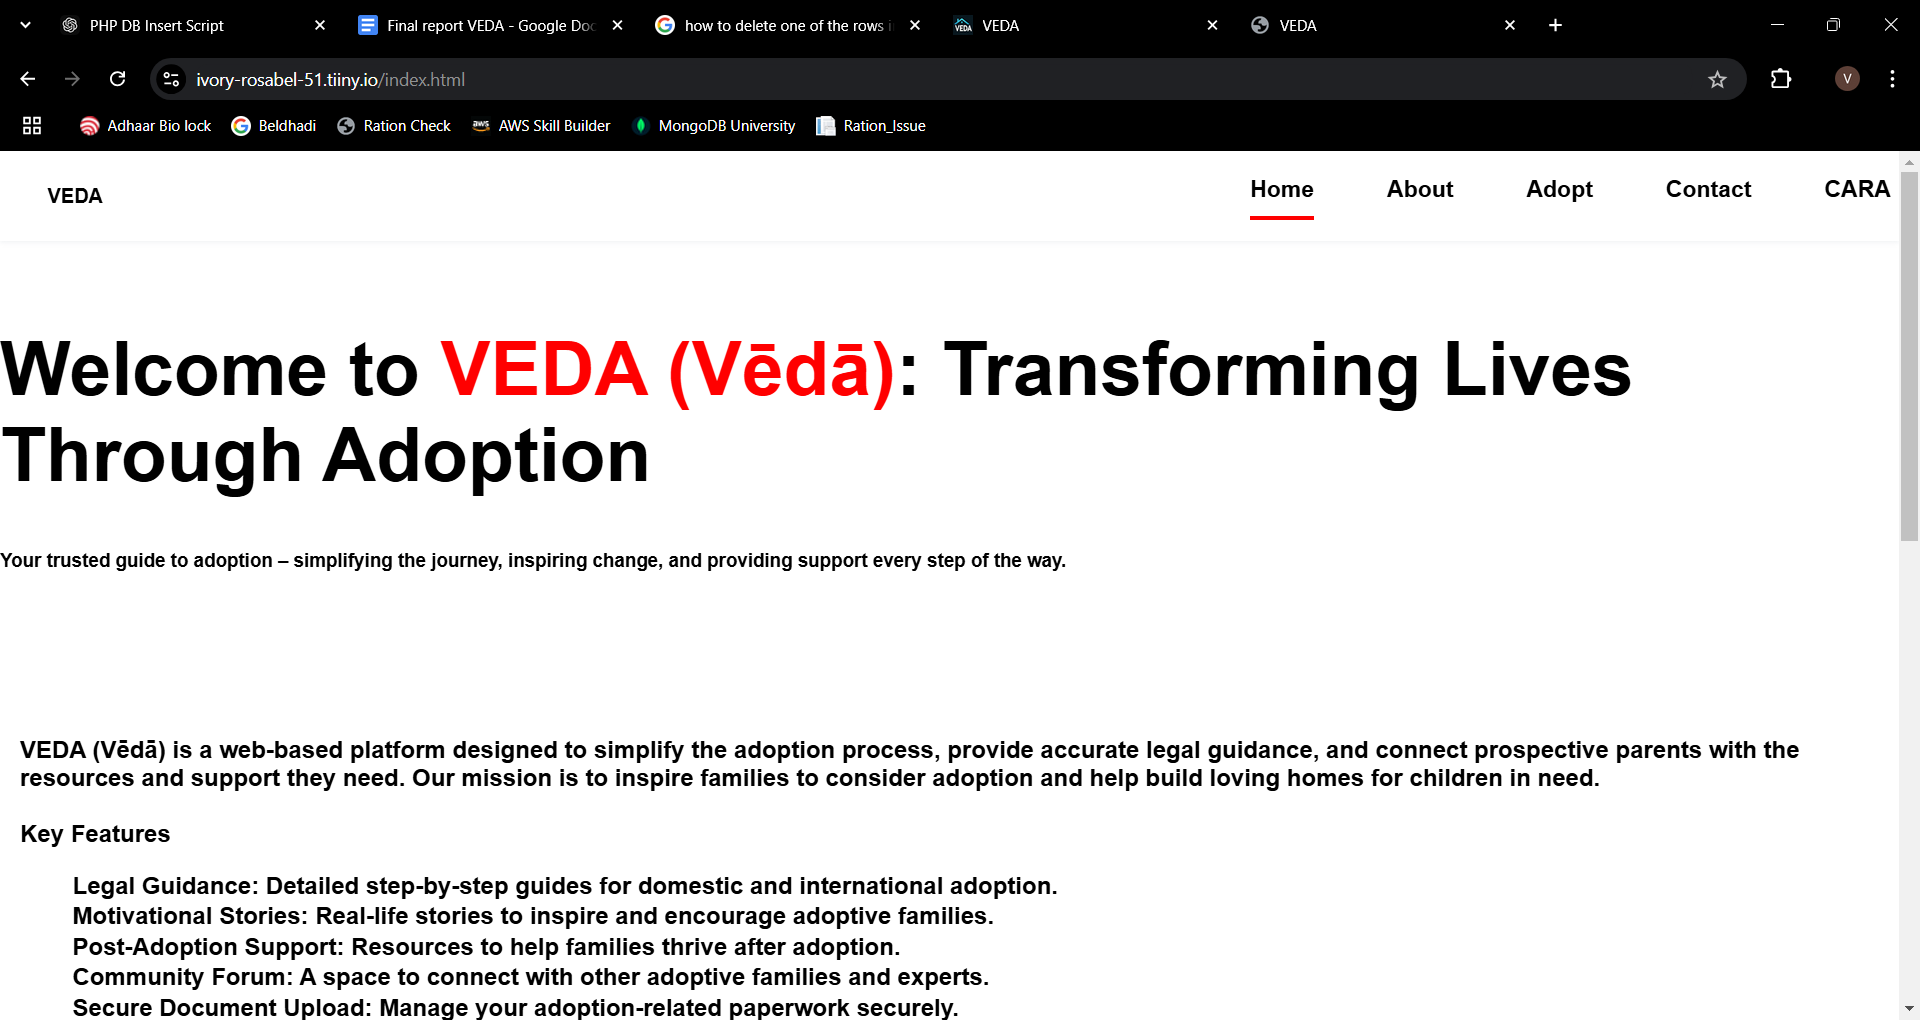 PHP DB Insert Script
Final report VEDA - Google Doc
how to delete one of the rows i
VEDA
VEDA
ivory-rosabel-51.tiiny.io/index.html
V
Adhaar Bio lock
Beldhadi
Ration Check
aws
AWS Skill Builder
MongoDB University
Ration_Issue
VEDA
Home
About
Adopt
Contact
CARA
Welcome to VEDA (Vēdā): Transforming Lives
Through Adoption
Your trusted guide to adoption – simplifying the journey, inspiring change, and providing support every step of the way.
VEDA (Vēdā) is a web-based platform designed to simplify the adoption process, provide accurate legal guidance, and connect prospective parents with the
resources and support they need. Our mission is to inspire families to consider adoption and help build loving homes for children in need.
Key Features
Legal Guidance: Detailed step-by-step guides for domestic and international adoption.
Motivational Stories: Real-life stories to inspire and encourage adoptive families.
Post-Adoption Support: Resources to help families thrive after adoption.
Community Forum: A space to connect with other adoptive families and experts.
Secure Document Upload: Manage your adoption-related paperwork securely.